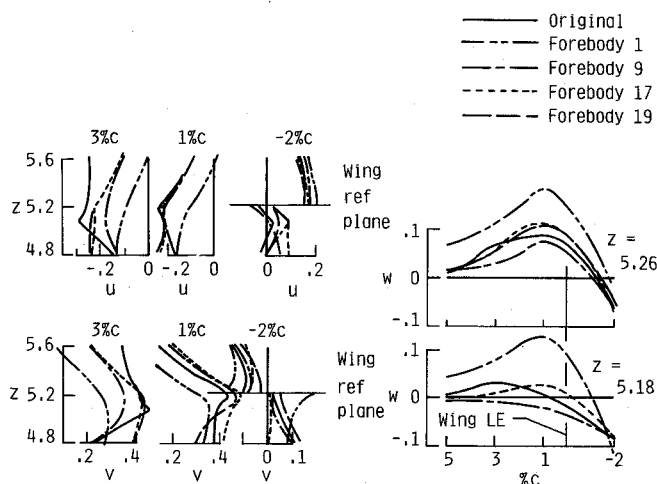 Original
Forebody 1
Forebody 9
Forebody 17
Forebody 19
3%c 1%c -2%c
5.6
z 5.2
4.8
-.2 0 -.2 0 0 .2
u u u
Wing
ref
plane
3%c 1%c -2%c
5.6
z 5.2
4.8
.2 .4 .2 .4 0 0.1
v v v
Wing
ref
plane
0.1
w 0
-.1
z =
5.26
0.1
w 0
-.1
z =
5.18
Wing LE
5 3 1 -2
%c